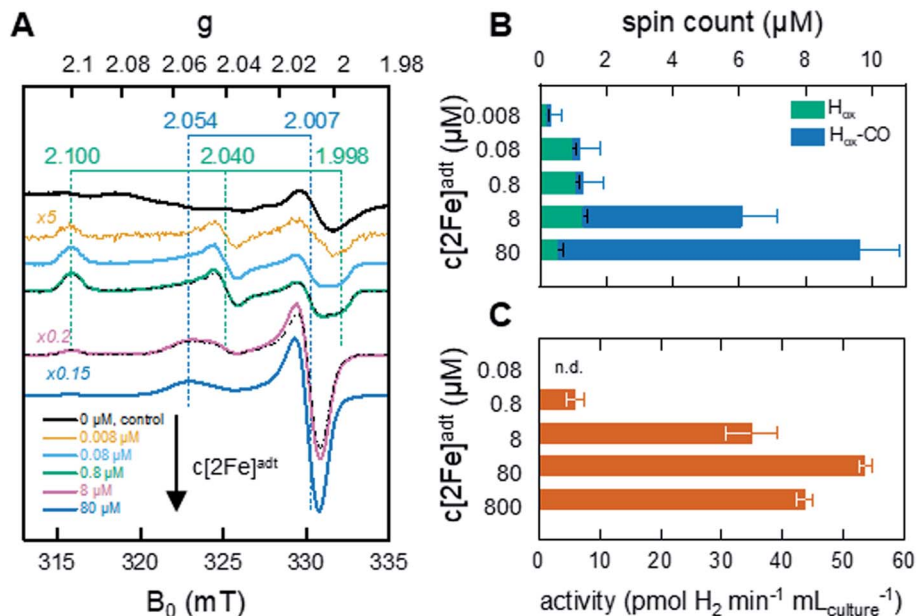 A
g
2.1 2.08 2.06 2.04 2.02 2 1.98
2.054 2.007
2.100 2.040 1.998
x5
x0.2
x0.15
0 µM, control
0.008 µM
0.08 µM
0.8 µM
8 µM
80 µM
c[2Fe]adt
315 320 325 330 335
B0 (mT)
B
spin count (µM)
0 2 4 6 8 10
c[2Fe]adt (µM)
0.008
0.08
0.8
8
80
Hox
Hox-CO
C
c[2Fe]adt (µM)
0.08
0.8
8
80
800
n.d.
0 10 20 30 40 50 60
activity (pmol H2 min-1 mLculture-1)